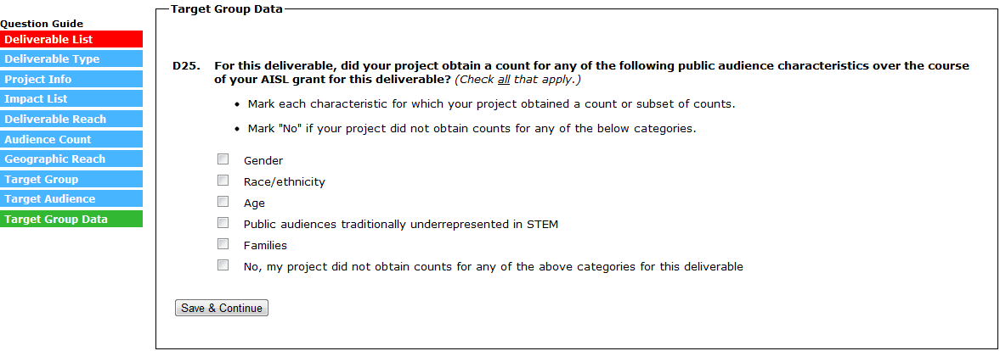 Question Guide
Deliverable List
Deliverable Type
Project Info
Impact List
Deliverable Reach
Audience Count
Geographic Reach
Target Group
Target Audience
Target Group Data
Target Group Data
D25. For this deliverable, did your project obtain a count for any of the following public audience characteristics over the course
of your AISL grant for this deliverable? (Check all that apply.)
• Mark each characteristic for which your project obtained a count or subset of counts.
• Mark "No" if your project did not obtain counts for any of the below categories.
Gender
Race/ethnicity
Age
Public audiences traditionally underrepresented in STEM
Families
No, my project did not obtain counts for any of the above categories for this deliverable
Save & Continue